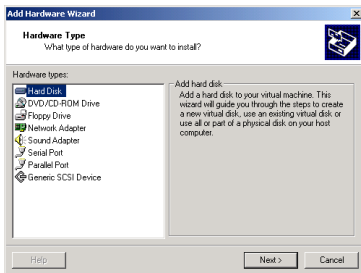 Add Hardware Wizard
Hardware Type
What type of hardware do you want to install?
Hardware types:
Hard Disk
DVD/CD-ROM Drive
Floppy Drive
Network Adapter
Sound Adapter
Serial Port
Parallel Port
Generic SCSI Device
Add hard disk
Add a hard disk to your virtual machine. This
wizard will guide you through the steps to create
a new virtual disk, use an existing virtual disk or
use all or part of a physical disk on your host
computer.
Help
Next >
Cancel